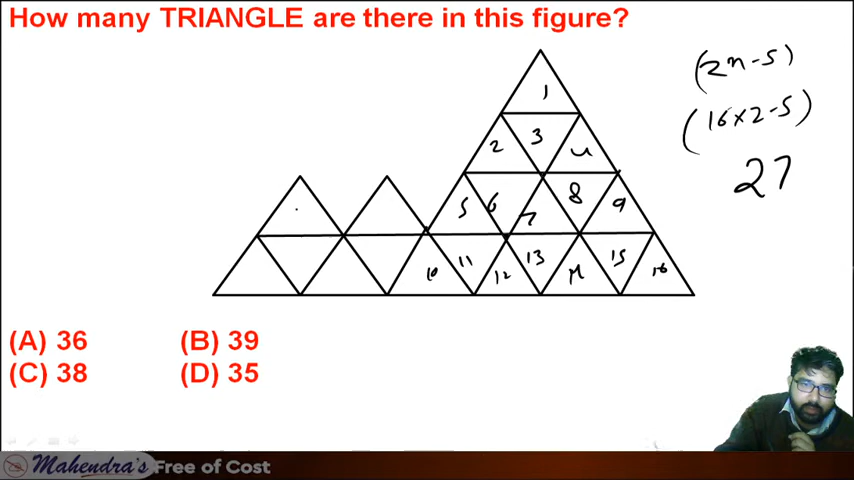 How many TRIANGLE are there in this figure?
(2n-5)
(16×2-5)
27
1
2 3 4
5 6 7 8 9
10 11 12 13 14 15 16
(A) 36 (B) 39
(C) 38 (D) 35
Mahendra's Free of Cost